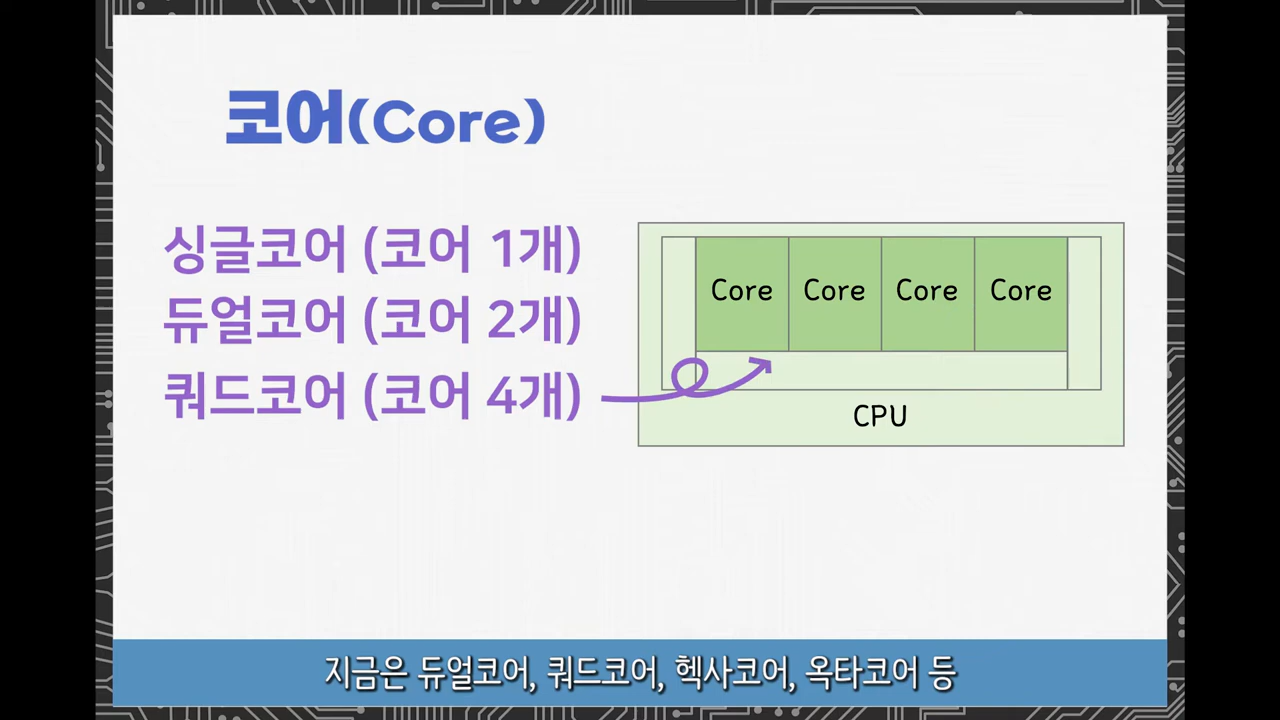 코어(Core)
싱글코어 (코어 1개)
듀얼코어 (코어 2개)
쿼드코어 (코어 4개)
Core Core Core Core
CPU
지금은 듀얼코어, 쿼드코어, 헥사코어, 옥타코어 등